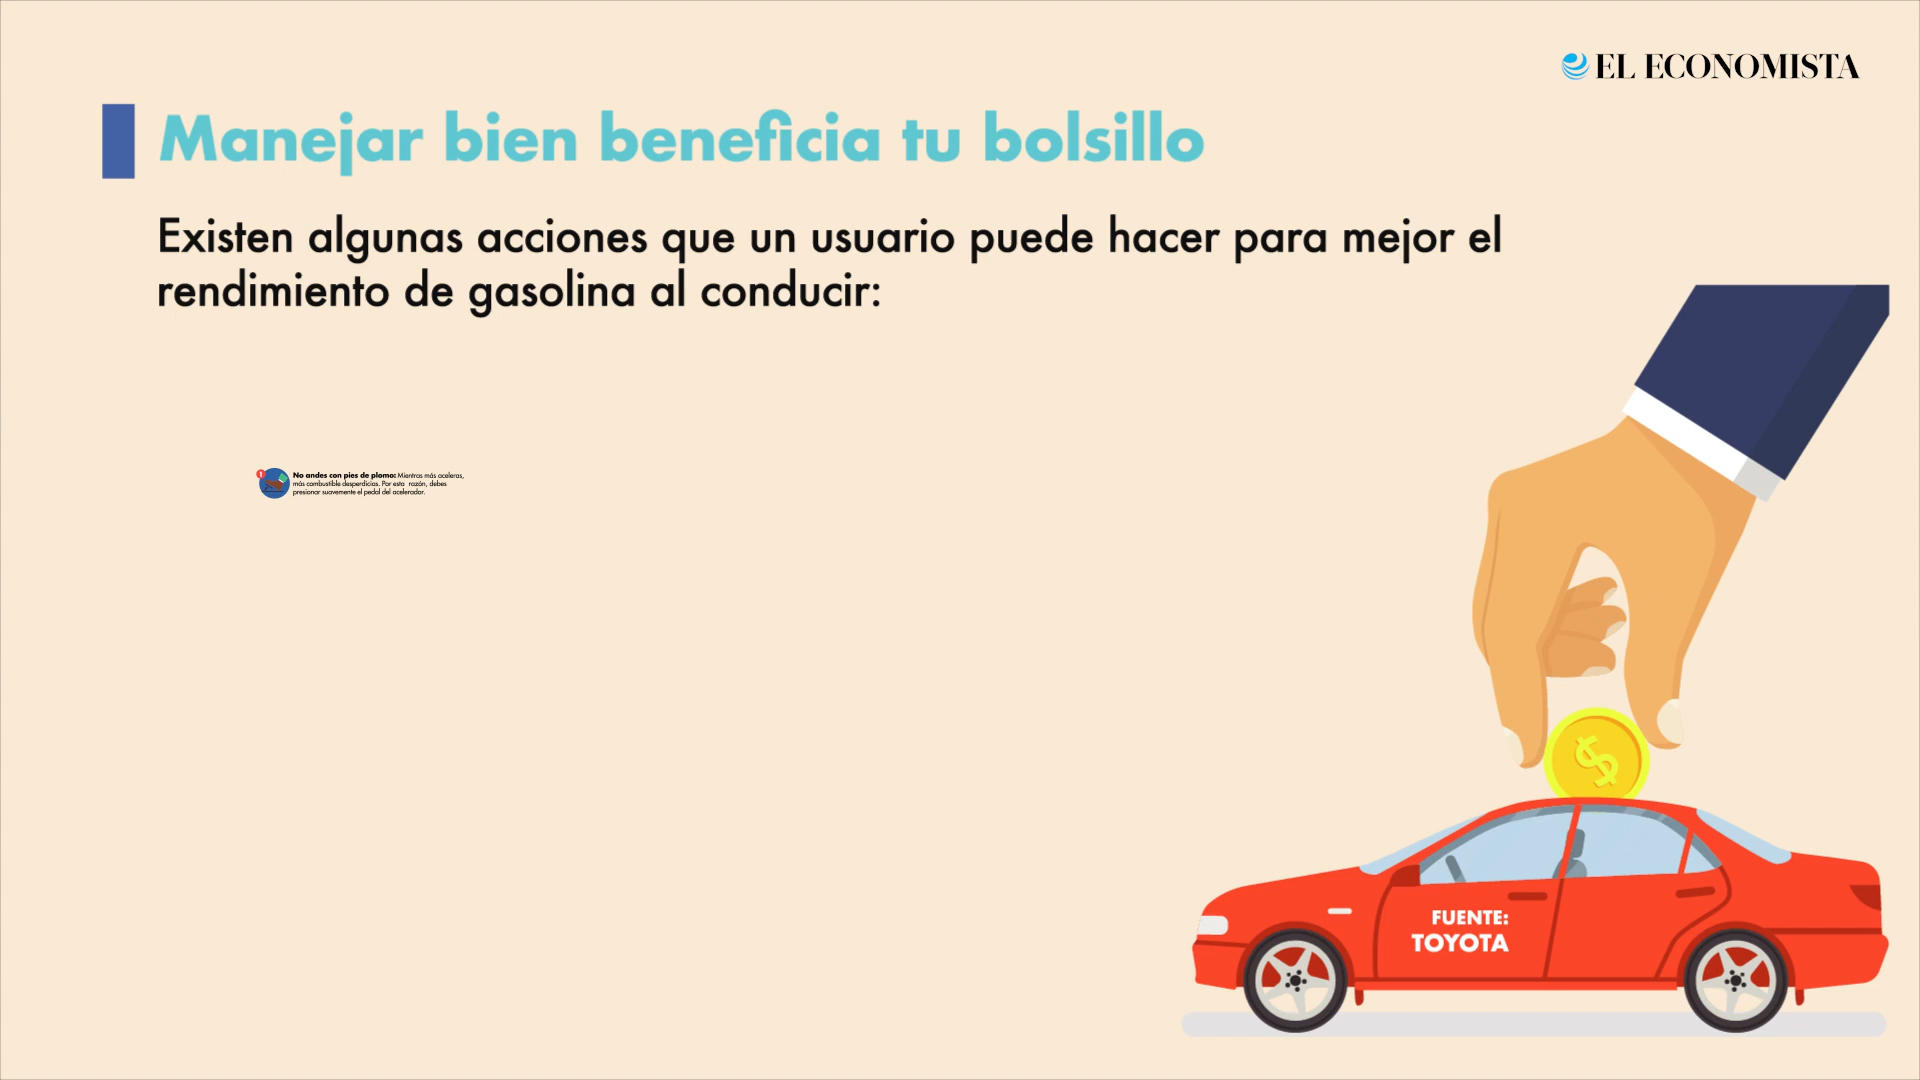 EL ECONOMISTA
Manejar bien beneficia tu bolsillo
Existen algunas acciones que un usuario puede hacer para mejor el
rendimiento de gasolina al conducir:
1
No andes con pies de plomo: Mientras más aceleras,
más combustible desperdicias. Por esta razón, debes
presionar suavemente el pedal del acelerador.
$
FUENTE:
TOYOTA